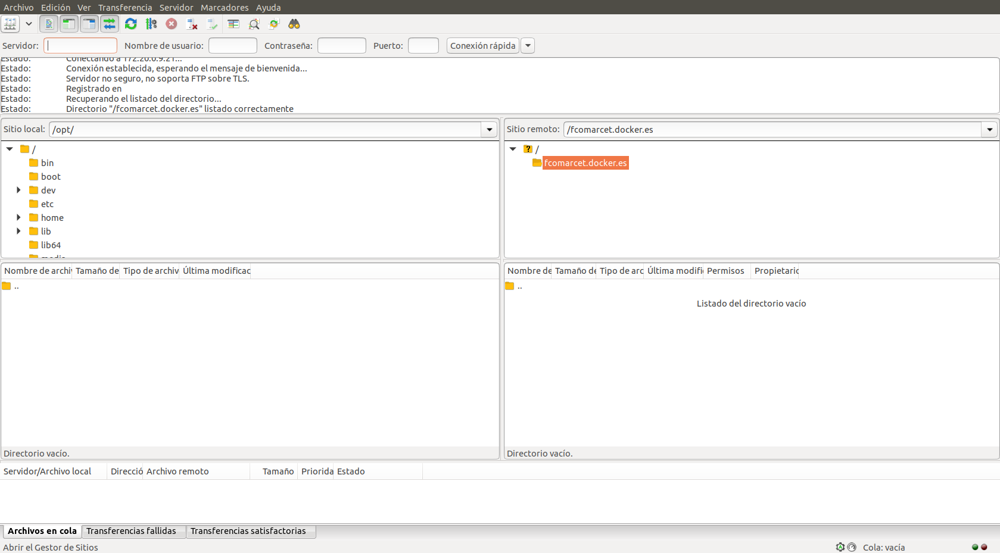 Archivo Edición Ver Transferencia Servidor Marcadores Ayuda
Servidor: Nombre de usuario: Contraseña: Puerto: Conexión rápida
Estado: Conectando a 172.20.0.9:21...
Estado: Conexión establecida, esperando el mensaje de bienvenida...
Estado: Servidor no seguro, no soporta FTP sobre TLS.
Estado: Registrado en
Estado: Recuperando el listado del directorio...
Estado: Directorio "/fcomarcet.docker.es" listado correctamente
Sitio local: /opt/
/
bin
boot
dev
etc
home
lib
lib64
media
Sitio remoto: /fcomarcet.docker.es
/
fcomarcet.docker.es
Nombre de archi Tamaño de Tipo de archiv Última modificac
..
Directorio vacío.
Nombre de Tamaño de Tipo de arc Última modifi Permisos Propietario
..
Listado del directorio vacío
Directorio vacío.
Servidor/Archivo local Direcció Archivo remoto Tamaño Priorida Estado
Archivos en cola Transferencias fallidas Transferencias satisfactorias
Abrir el Gestor de Sitios Cola: vacía